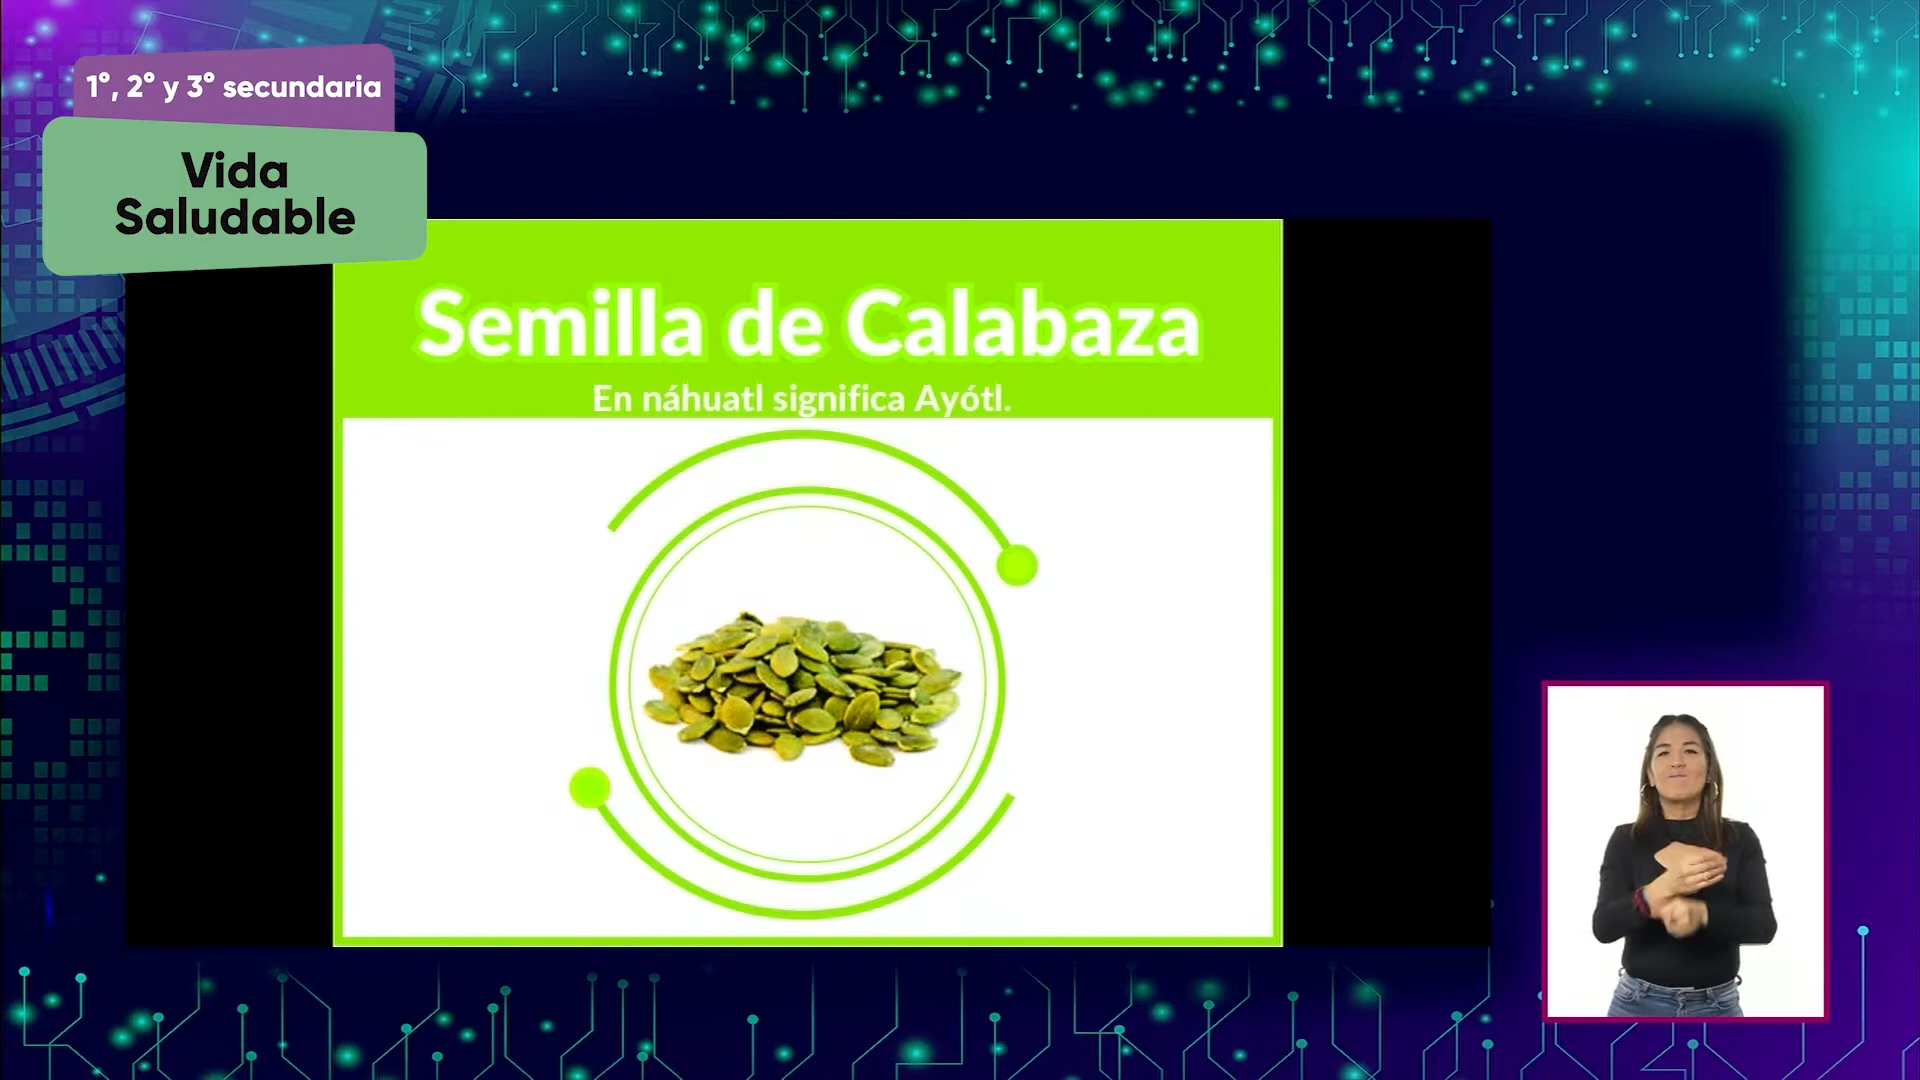 1°, 2° y 3° secundaria
Vida
Saludable
Semilla de Calabaza
En náhuatl significa Ayótl.